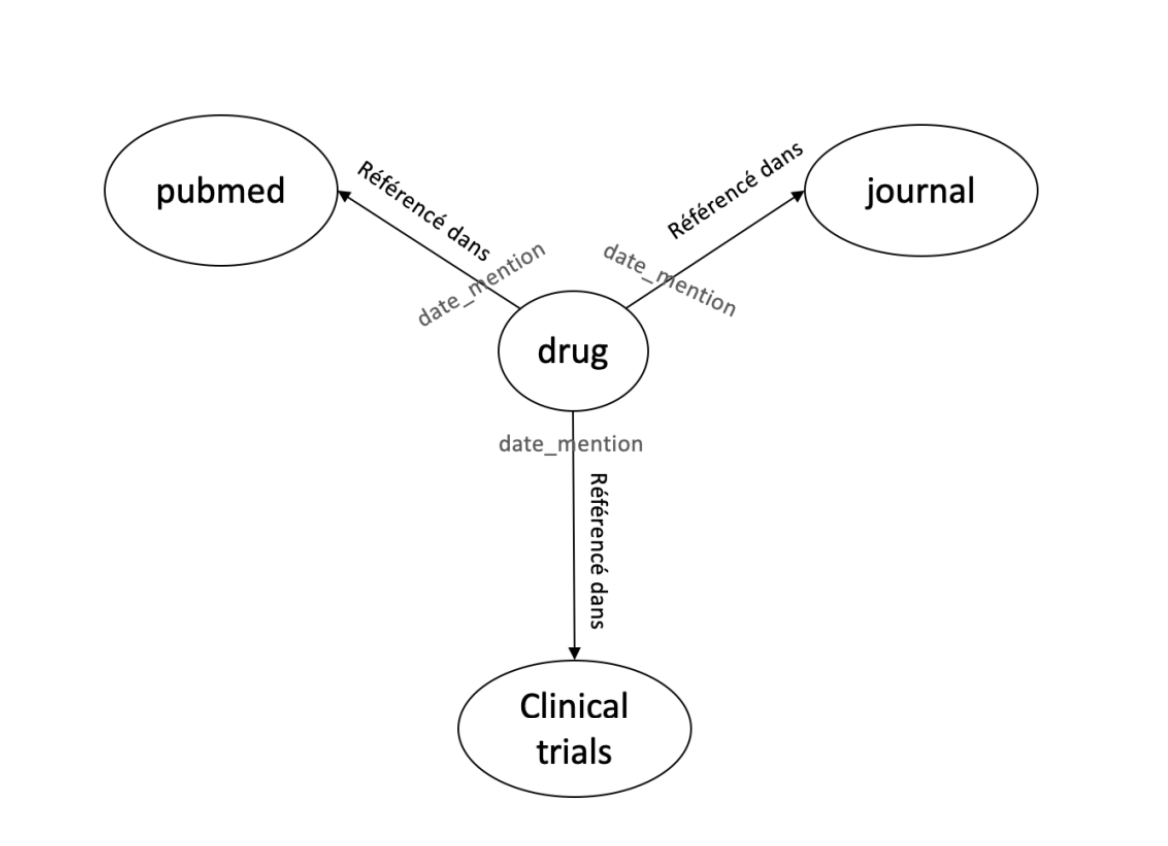 pubmed
Référencé dans
date_mention
Référencé dans
date_mention
journal
drug
date_mention
Référencé dans
Clinical
trials